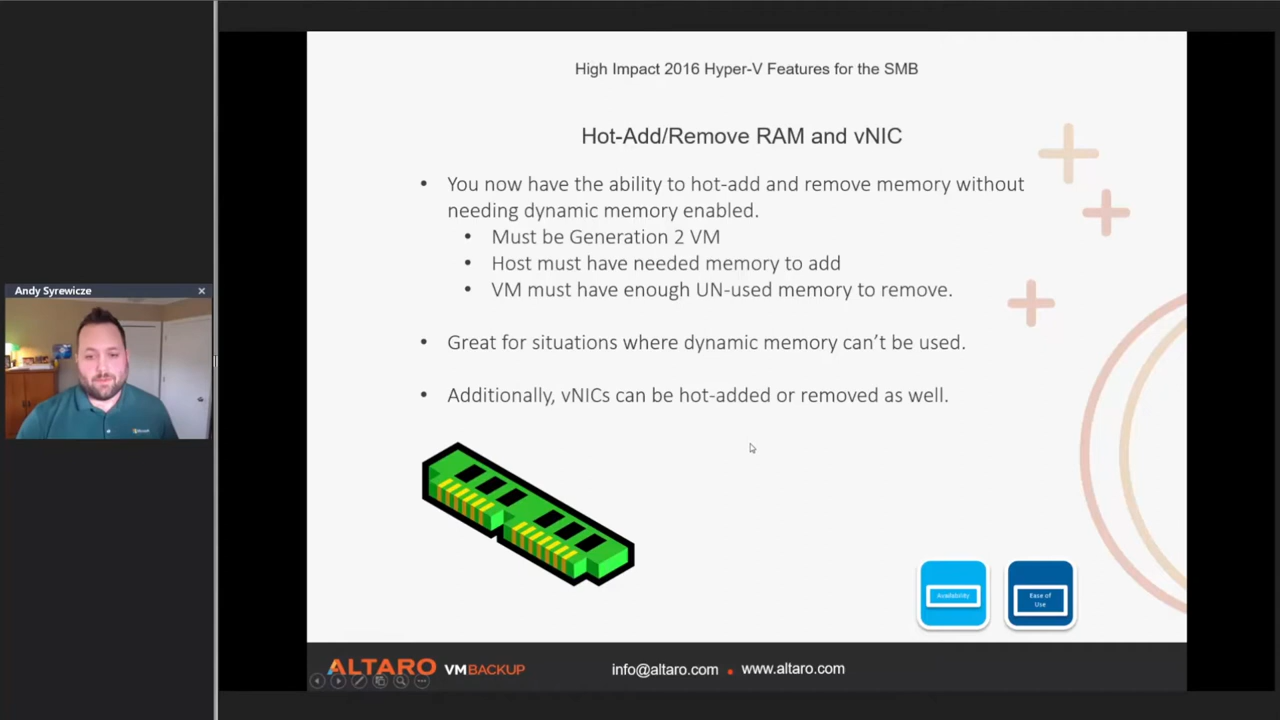 High Impact 2016 Hyper-V Features for the SMB
Hot-Add/Remove RAM and vNIC
• You now have the ability to hot-add and remove memory without
needing dynamic memory enabled.
• Must be Generation 2 VM
• Host must have needed memory to add
• VM must have enough UN-used memory to remove.
• Great for situations where dynamic memory can’t be used.
• Additionally, vNICs can be hot-added or removed as well.
Andy Syrewicze
Availability
Ease of
Use
ALTARO VMBACKUP
info@altaro.com • www.altaro.com